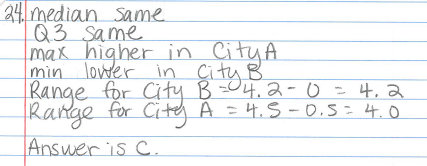 24. median same
Q3 same
max higher in City A
min lower in City B
Range for City B = 4.2 - 0 = 4.2
Range for City A = 4.5 - 0.5 = 4.0
Answer is C.